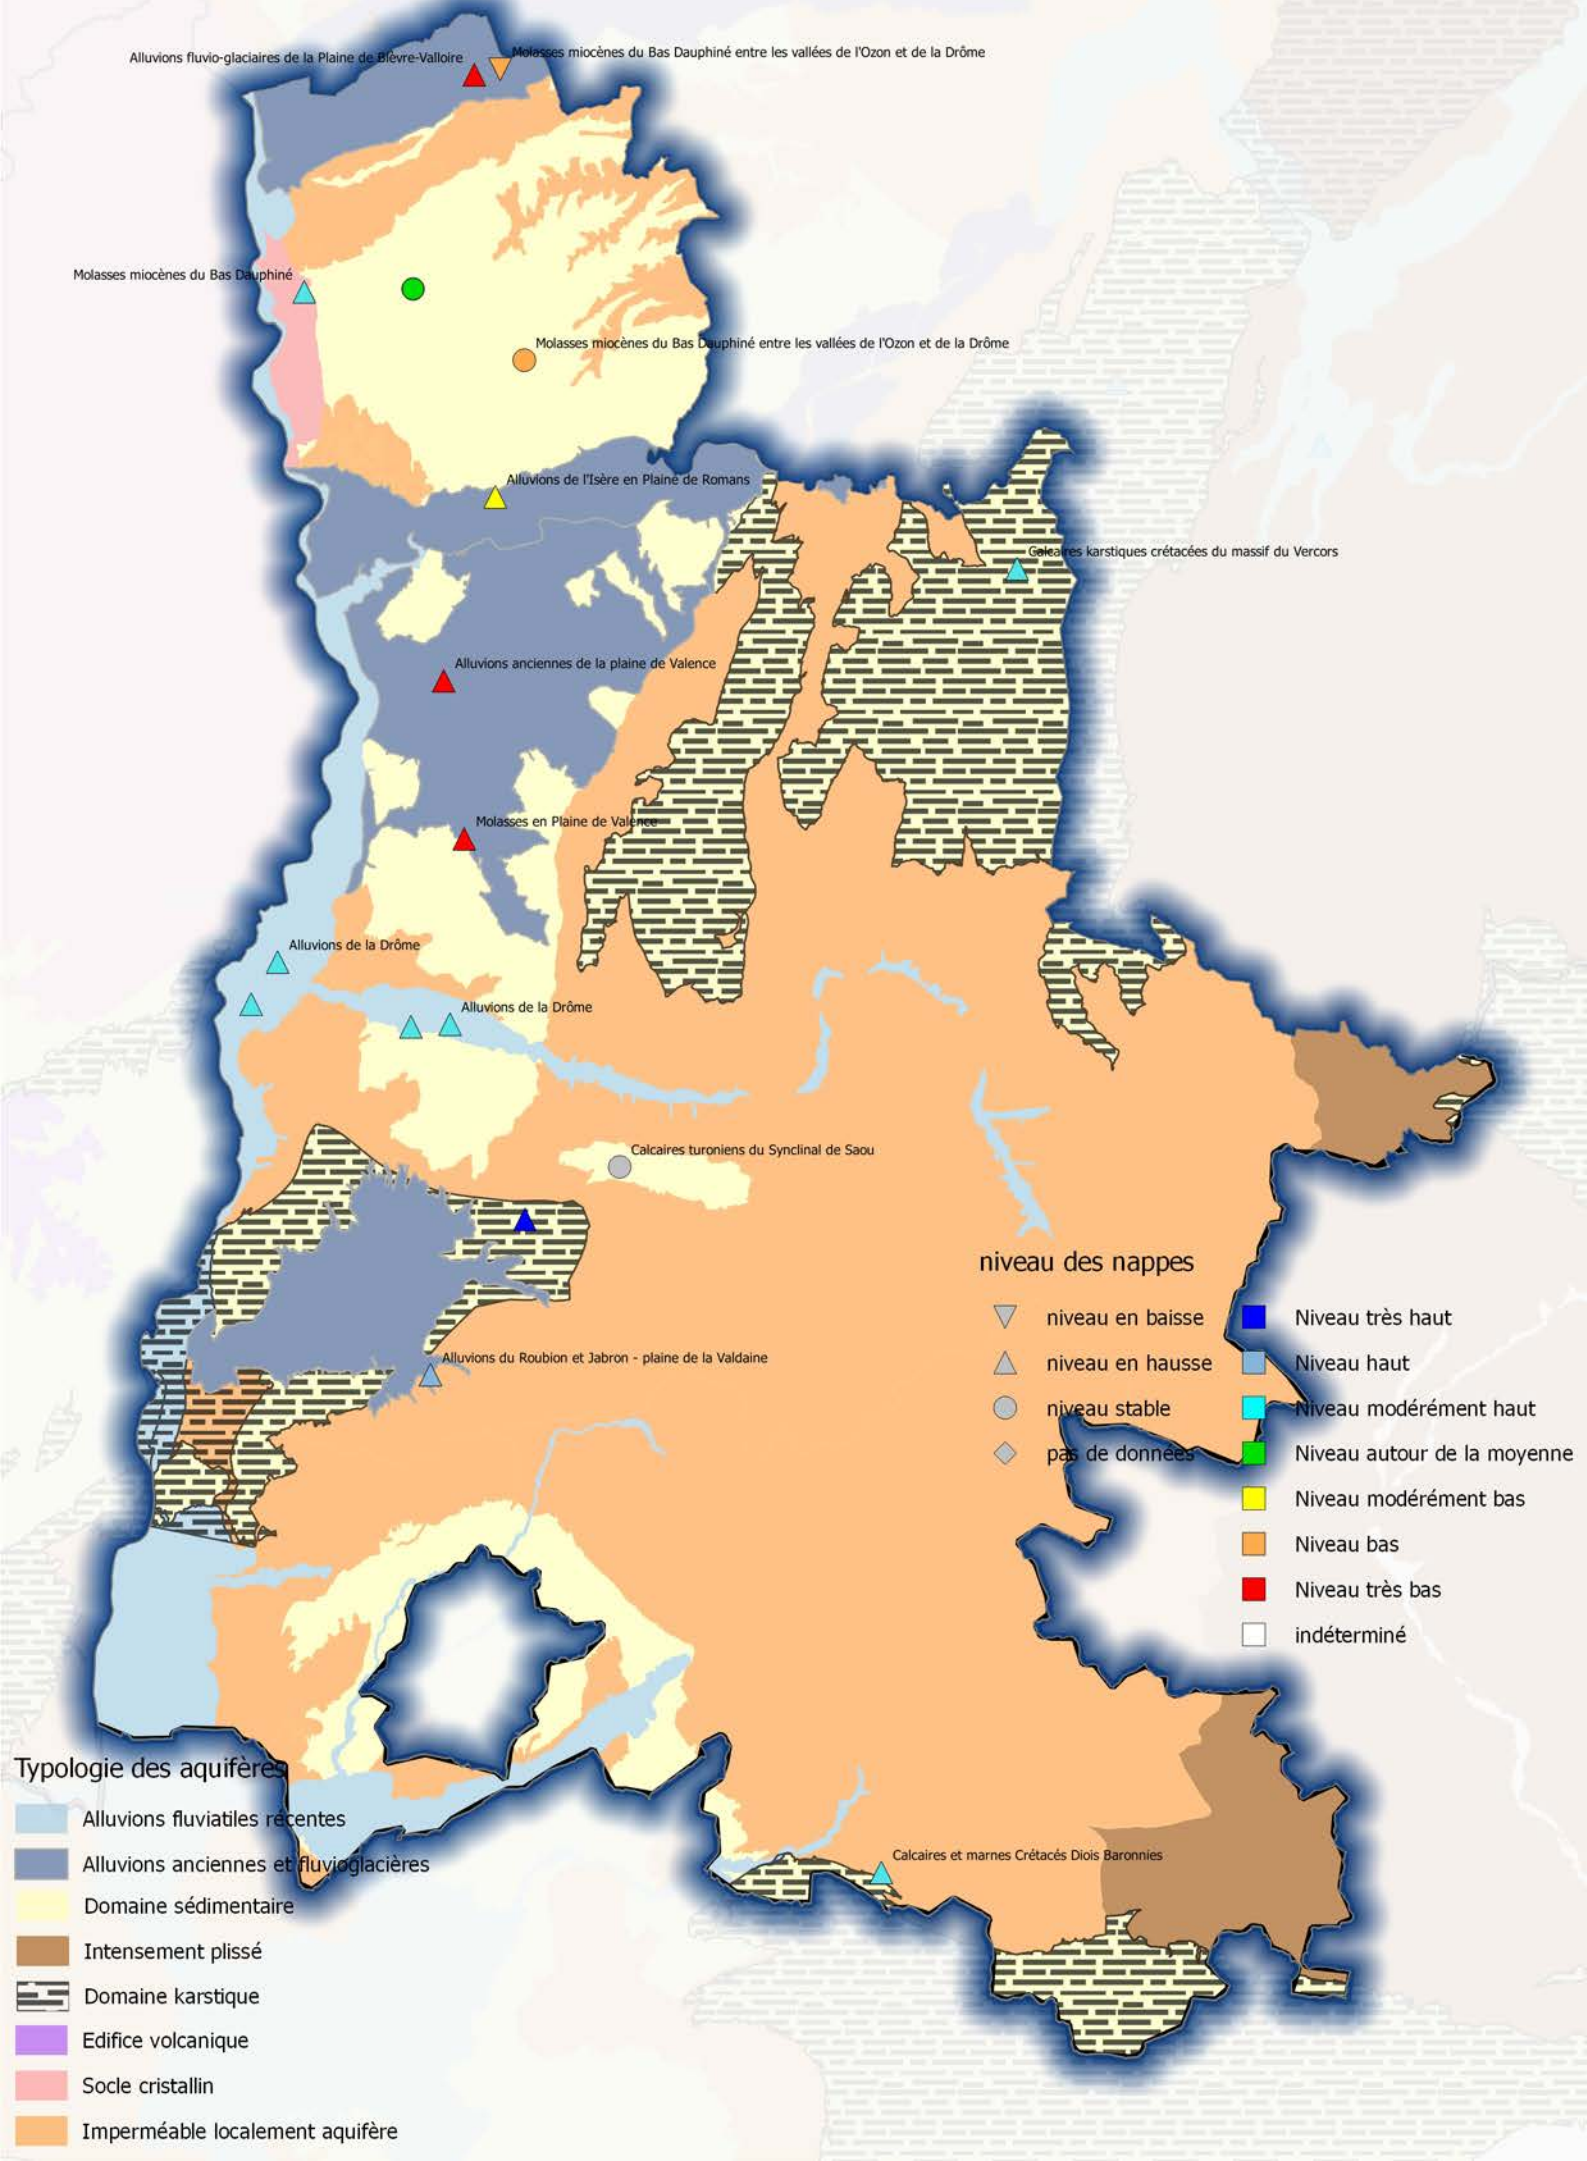 Molasses miocènes du Bas Dauphiné entre les vallées de l'Ozon et de la Drôme
Alluvions fluvio-glaciaires de la Plaine de Bièvre-Valloire
Molasses miocènes du Bas Dauphiné
Molasses miocènes du Bas Dauphiné entre les vallées de l'Ozon et de la Drôme
Alluvions de l'Isère en Plaine de Romans
Calcaires karstiques crétacées du massif du Vercors
Alluvions anciennes de la plaine de Valence
Molasses en Plaine de Valence
Alluvions de la Drôme
Alluvions de la Drôme
Calcaires turoniens du Synclinal de Saou
Alluvions du Roubion et Jabron - plaine de la Valdaine
niveau des nappes
niveau en baisse
niveau en hausse
niveau stable
pas de données
Niveau très haut
Niveau haut
Niveau modérément haut
Niveau autour de la moyenne
Niveau modérément bas
Niveau bas
Niveau très bas
indéterminé
Calcaires et marnes Crétacés Diois Baronnies
Typologie des aquifères
Alluvions fluviatiles récentes
Alluvions anciennes et fluvioglacières
Domaine sédimentaire
Intensement plissé
Domaine karstique
Edifice volcanique
Socle cristallin
Imperméable localement aquifère